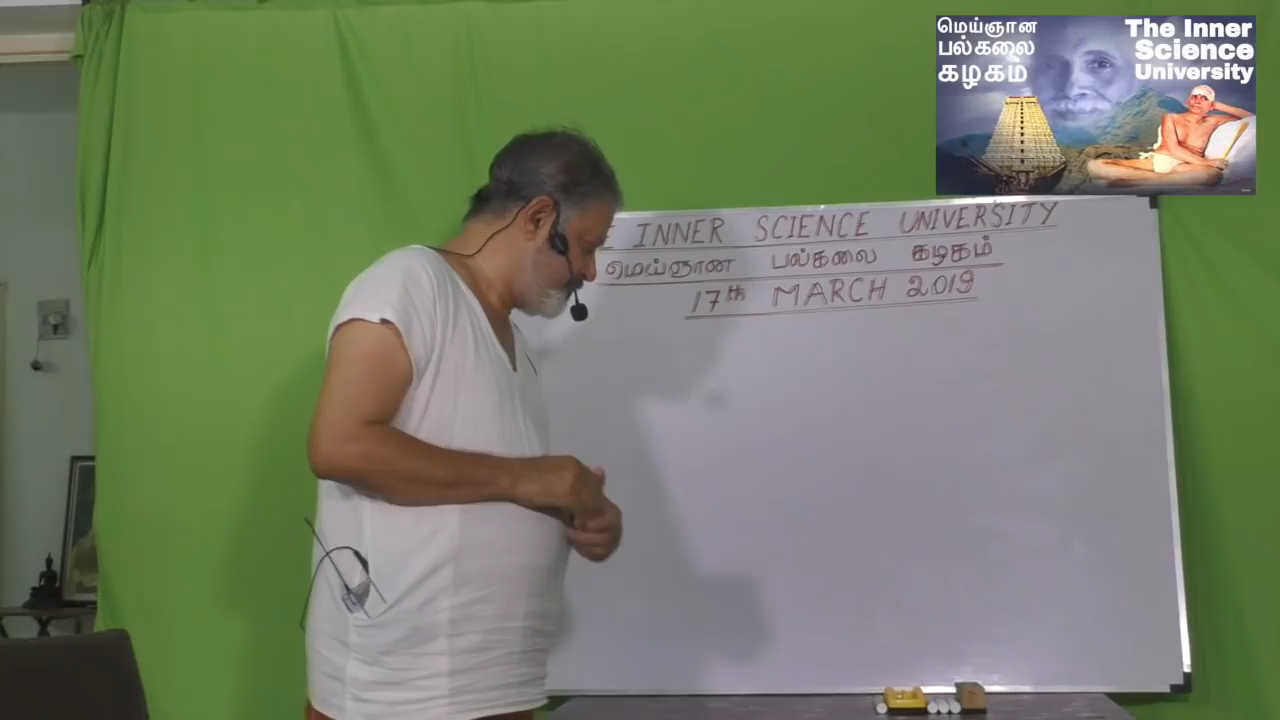 மெய்ஞான
பல்கலை
கழகம்
The Inner
Science
University
INNER SCIENCE UNIVERSITY
மெய்ஞான பல்கலை கழகம்
17th MARCH 2019